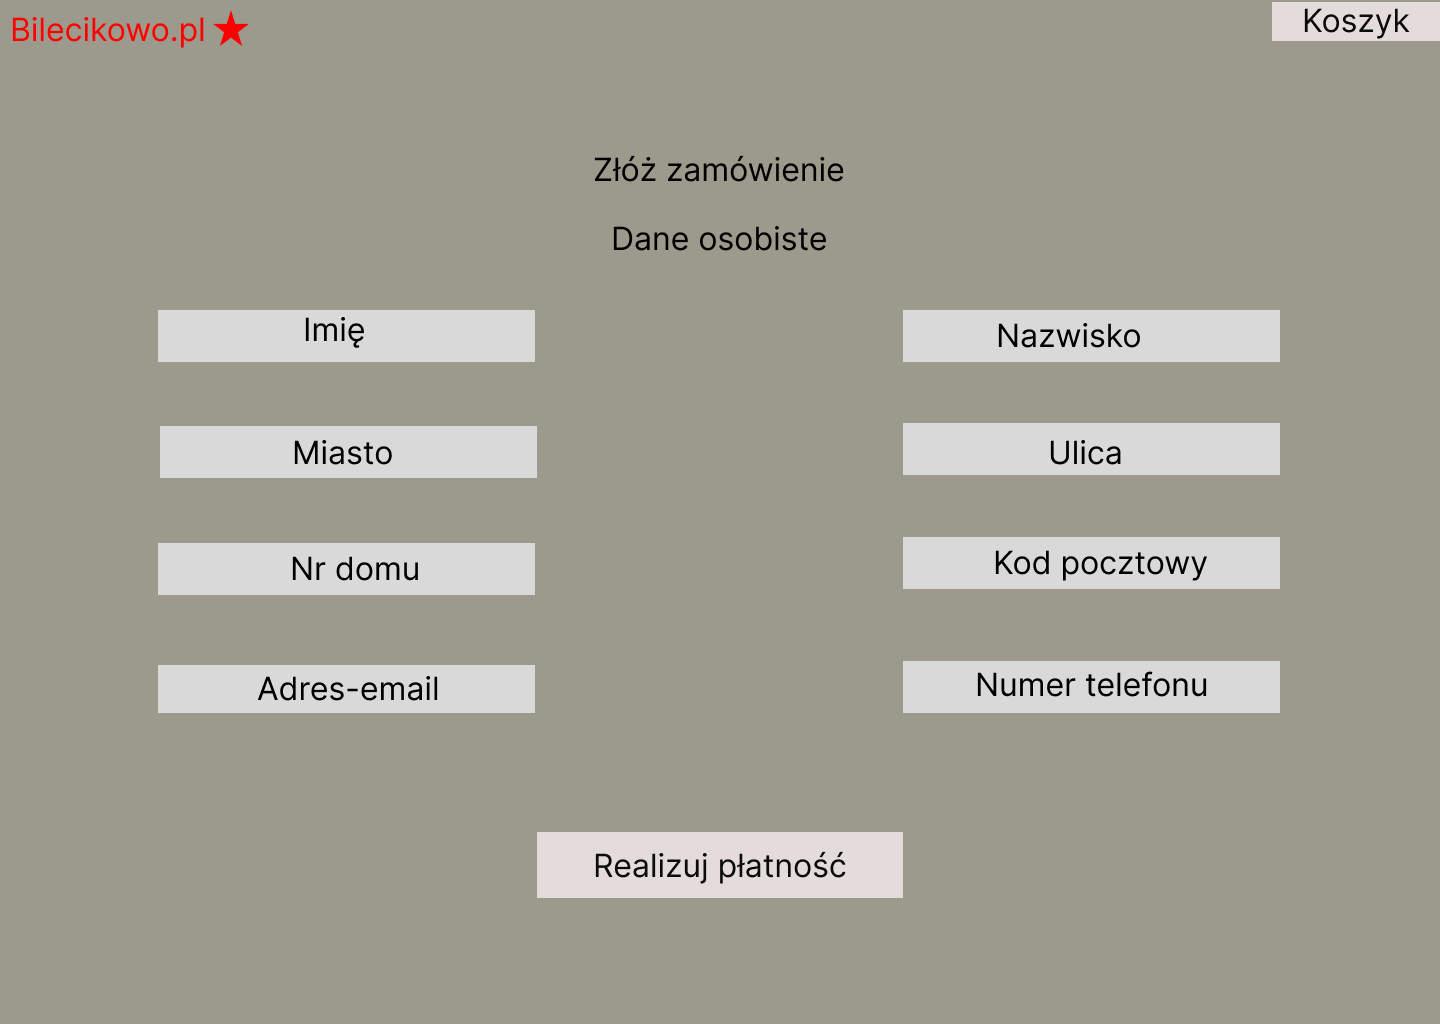 Bilecikowo.pl
Koszyk
Złóż zamówienie
Dane osobiste
Imię
Nazwisko
Miasto
Ulica
Nr domu
Kod pocztowy
Adres-email
Numer telefonu
Realizuj płatność